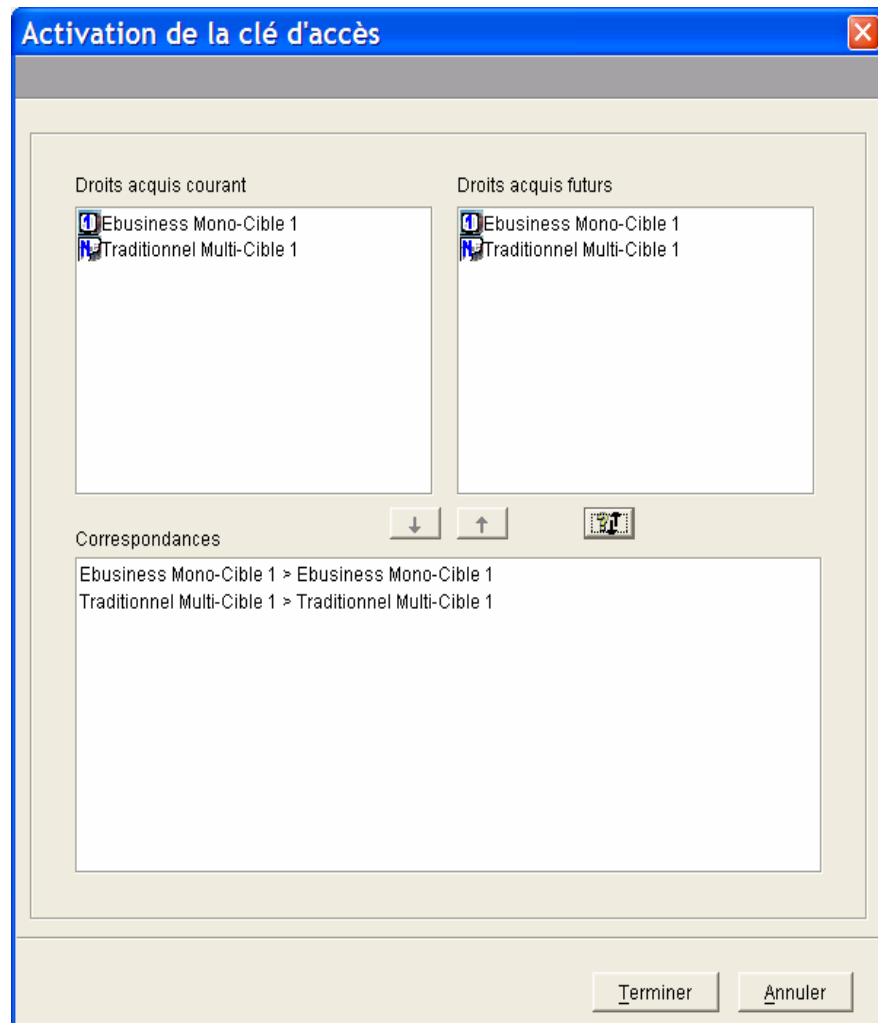 Activation de la clé d'accès
Droits acquis courant
Ebusiness Mono-Cible 1
Traditionnel Multi-Cible 1
Droits acquis futurs
Ebusiness Mono-Cible 1
Traditionnel Multi-Cible 1
Correspondances
Ebusiness Mono-Cible 1 > Ebusiness Mono-Cible 1
Traditionnel Multi-Cible 1 > Traditionnel Multi-Cible 1
Terminer
Annuler